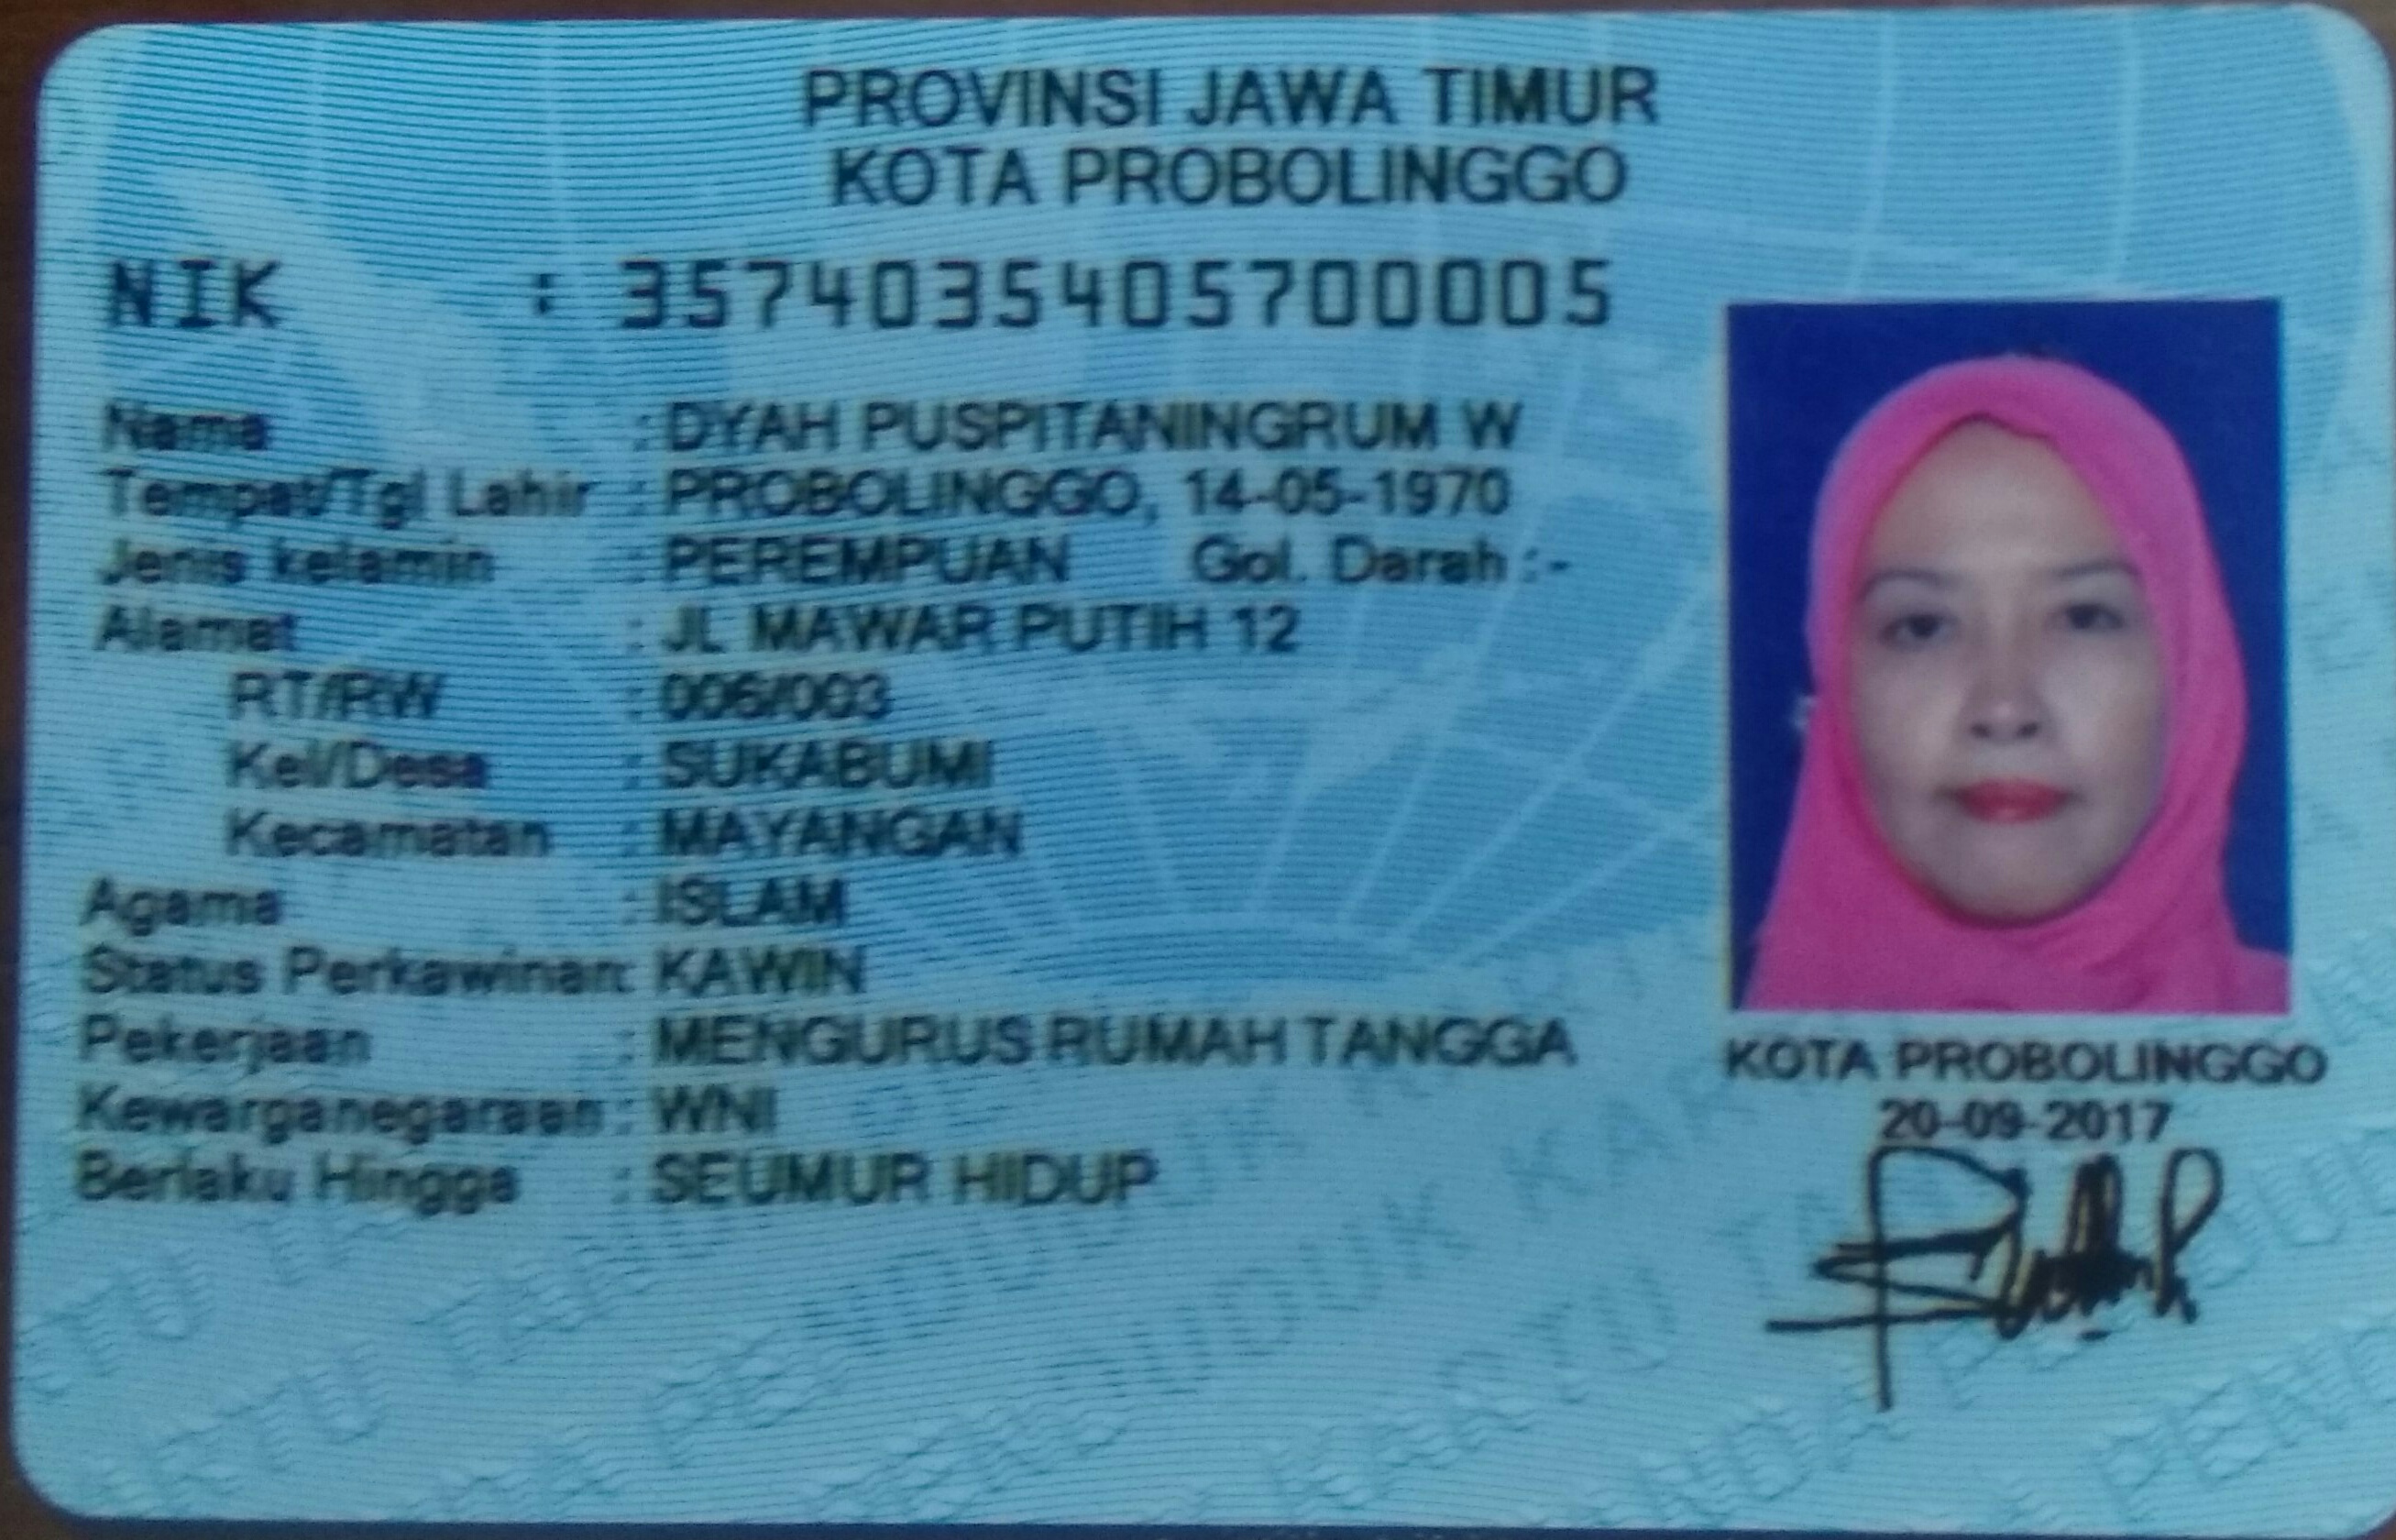 PROVINSI JAWA TIMUR
KOTA PROBOLINGGO
NIK : 3574035405700005
Nama : DYAH PUSPITANINGRUM W
Tempat/Tgl Lahir : PROBOLINGGO, 14-05-1970
Jenis kelamin : PEREMPUAN Gol. Darah :-
Alamat : JL MAWAR PUTIH 12
RT/RW : 006/003
Kel/Desa : SUKABUMI
Kecamatan : MAYANGAN
Agama : ISLAM
Status Perkawinan: KAWIN
Pekerjaan : MENGURUS RUMAH TANGGA
Kewarganegaraan : WNI
Berlaku Hingga : SEUMUR HIDUP
KOTA PROBOLINGGO
20-09-2017